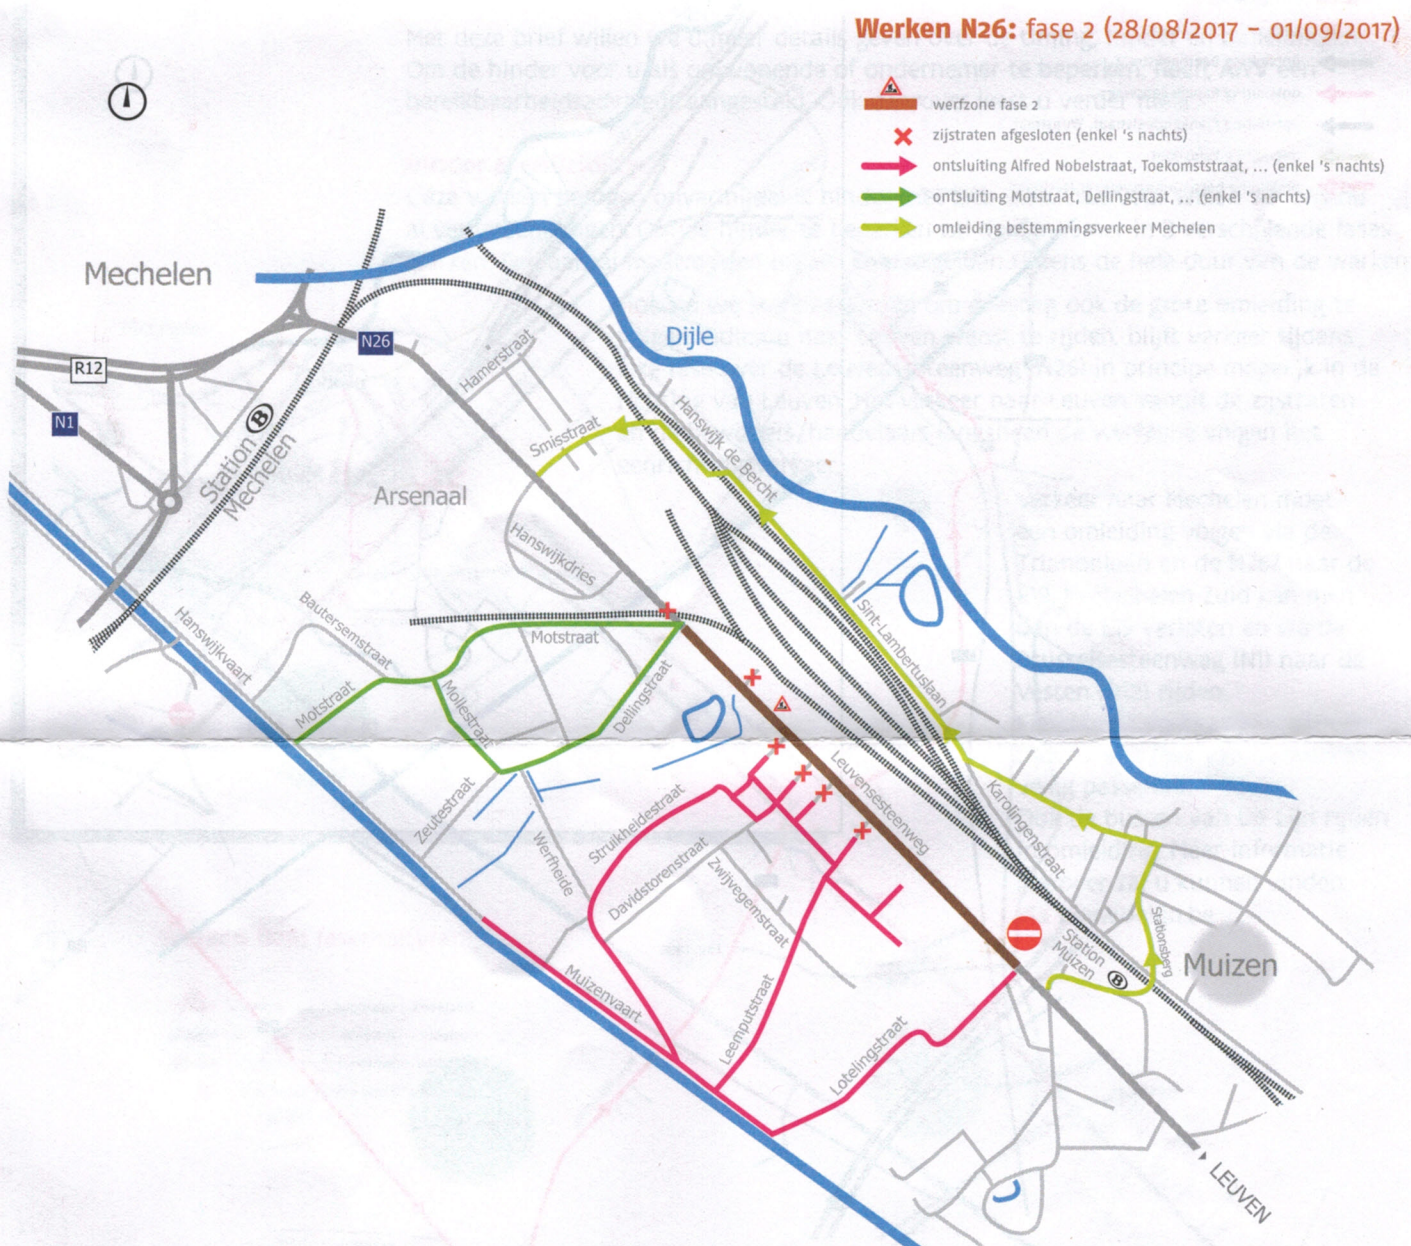 Werken N26: fase 2 (28/08/2017 - 01/09/2017)
werfzone fase 2
zijstraten afgesloten (enkel 's nachts)
ontsluiting Alfred Nobelstraat, Toekomststraat, ... (enkel 's nachts)
ontsluiting Motstraat, Dellingstraat, ... (enkel 's nachts)
omleiding bestemmingsverkeer Mechelen
Mechelen
Dijle
N26
R12
N1
Hamerstraat
Station B
Mechelen
Smisstraat
Hanswijk de Bercht
Arsenaal
Hanswijkdries
Hanswijkvaart
Bautersemstraat
Motstraat
Sint-Lambertuslaan
Motstraat
Mollestraat
Dellingstraat
Leuvensesteenweg
Zeutestraat
Werfheide
Struikheidestraat
Davidstorenstraat
Zwijvegemstraat
Karolingenstraat
Stationsberg
Station
Muizen
B
Muizen
Muizenvaart
Leemputstraat
Lotelingstraat
LEUVEN